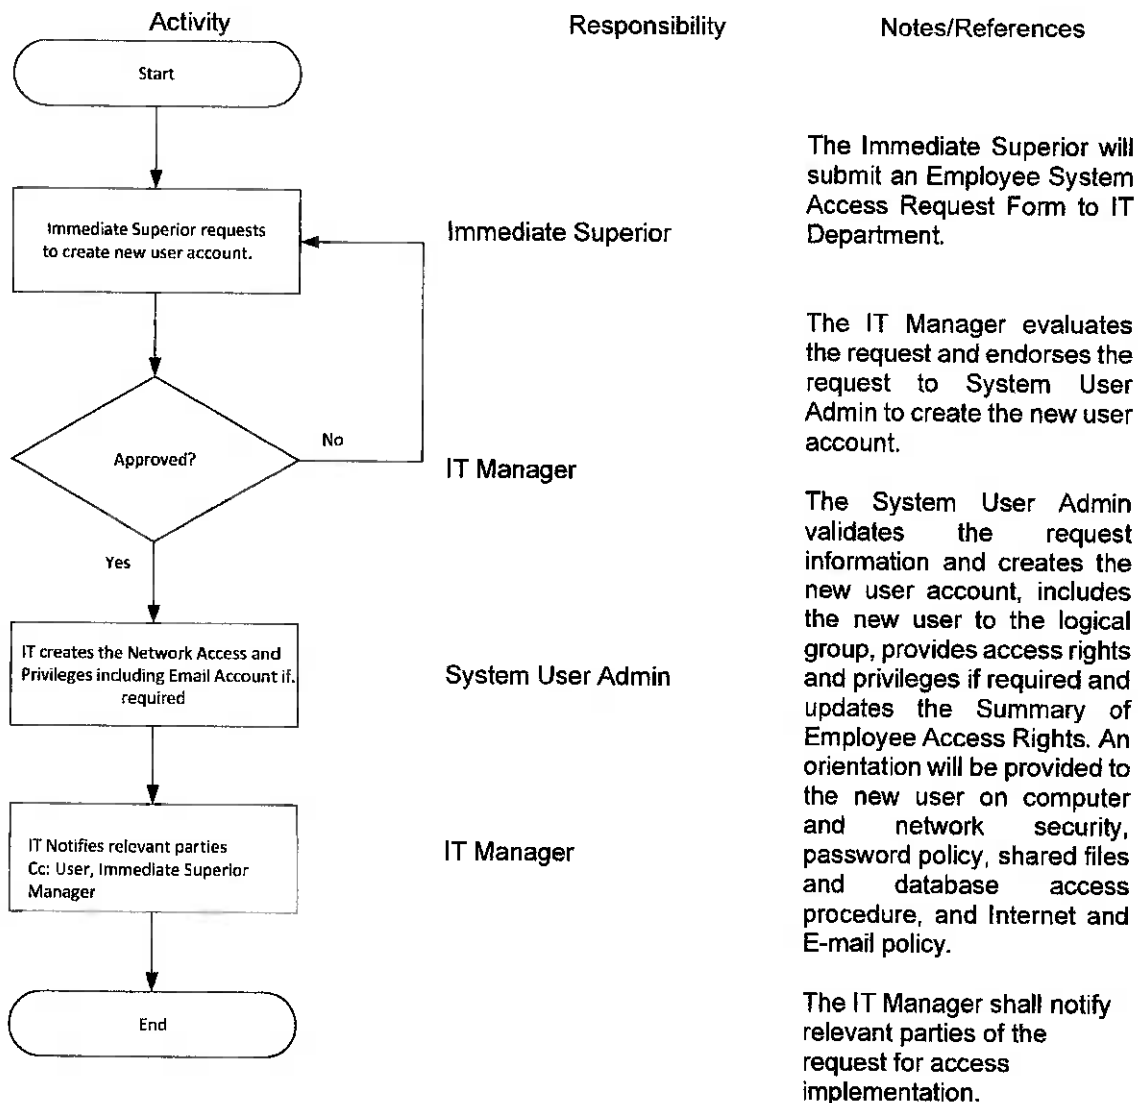 Activity
Responsibility
Notes/References
Start
The Immediate Superior will
submit an Employee System
Access Request Form to IT
Department.
Immediate Superior requests
to create new user account.
Immediate Superior
The IT Manager evaluates
the request and endorses the
request to System User
Admin to create the new user
account.
Approved?
No
IT Manager
Yes
The System User Admin
validates the request
information and creates the
new user account, includes
the new user to the logical
group, provides access rights
and privileges if required and
updates the Summary of
Employee Access Rights. An
orientation will be provided to
the new user on computer
and network security,
password policy, shared files
and database access
procedure, and Internet and
E-mail policy.
IT creates the Network Access and
Privileges including Email Account if.
required
System User Admin
IT Notifies relevant parties
Cc: User, Immediate Superior
Manager
IT Manager
End
The IT Manager shall notify
relevant parties of the
request for access
implementation.